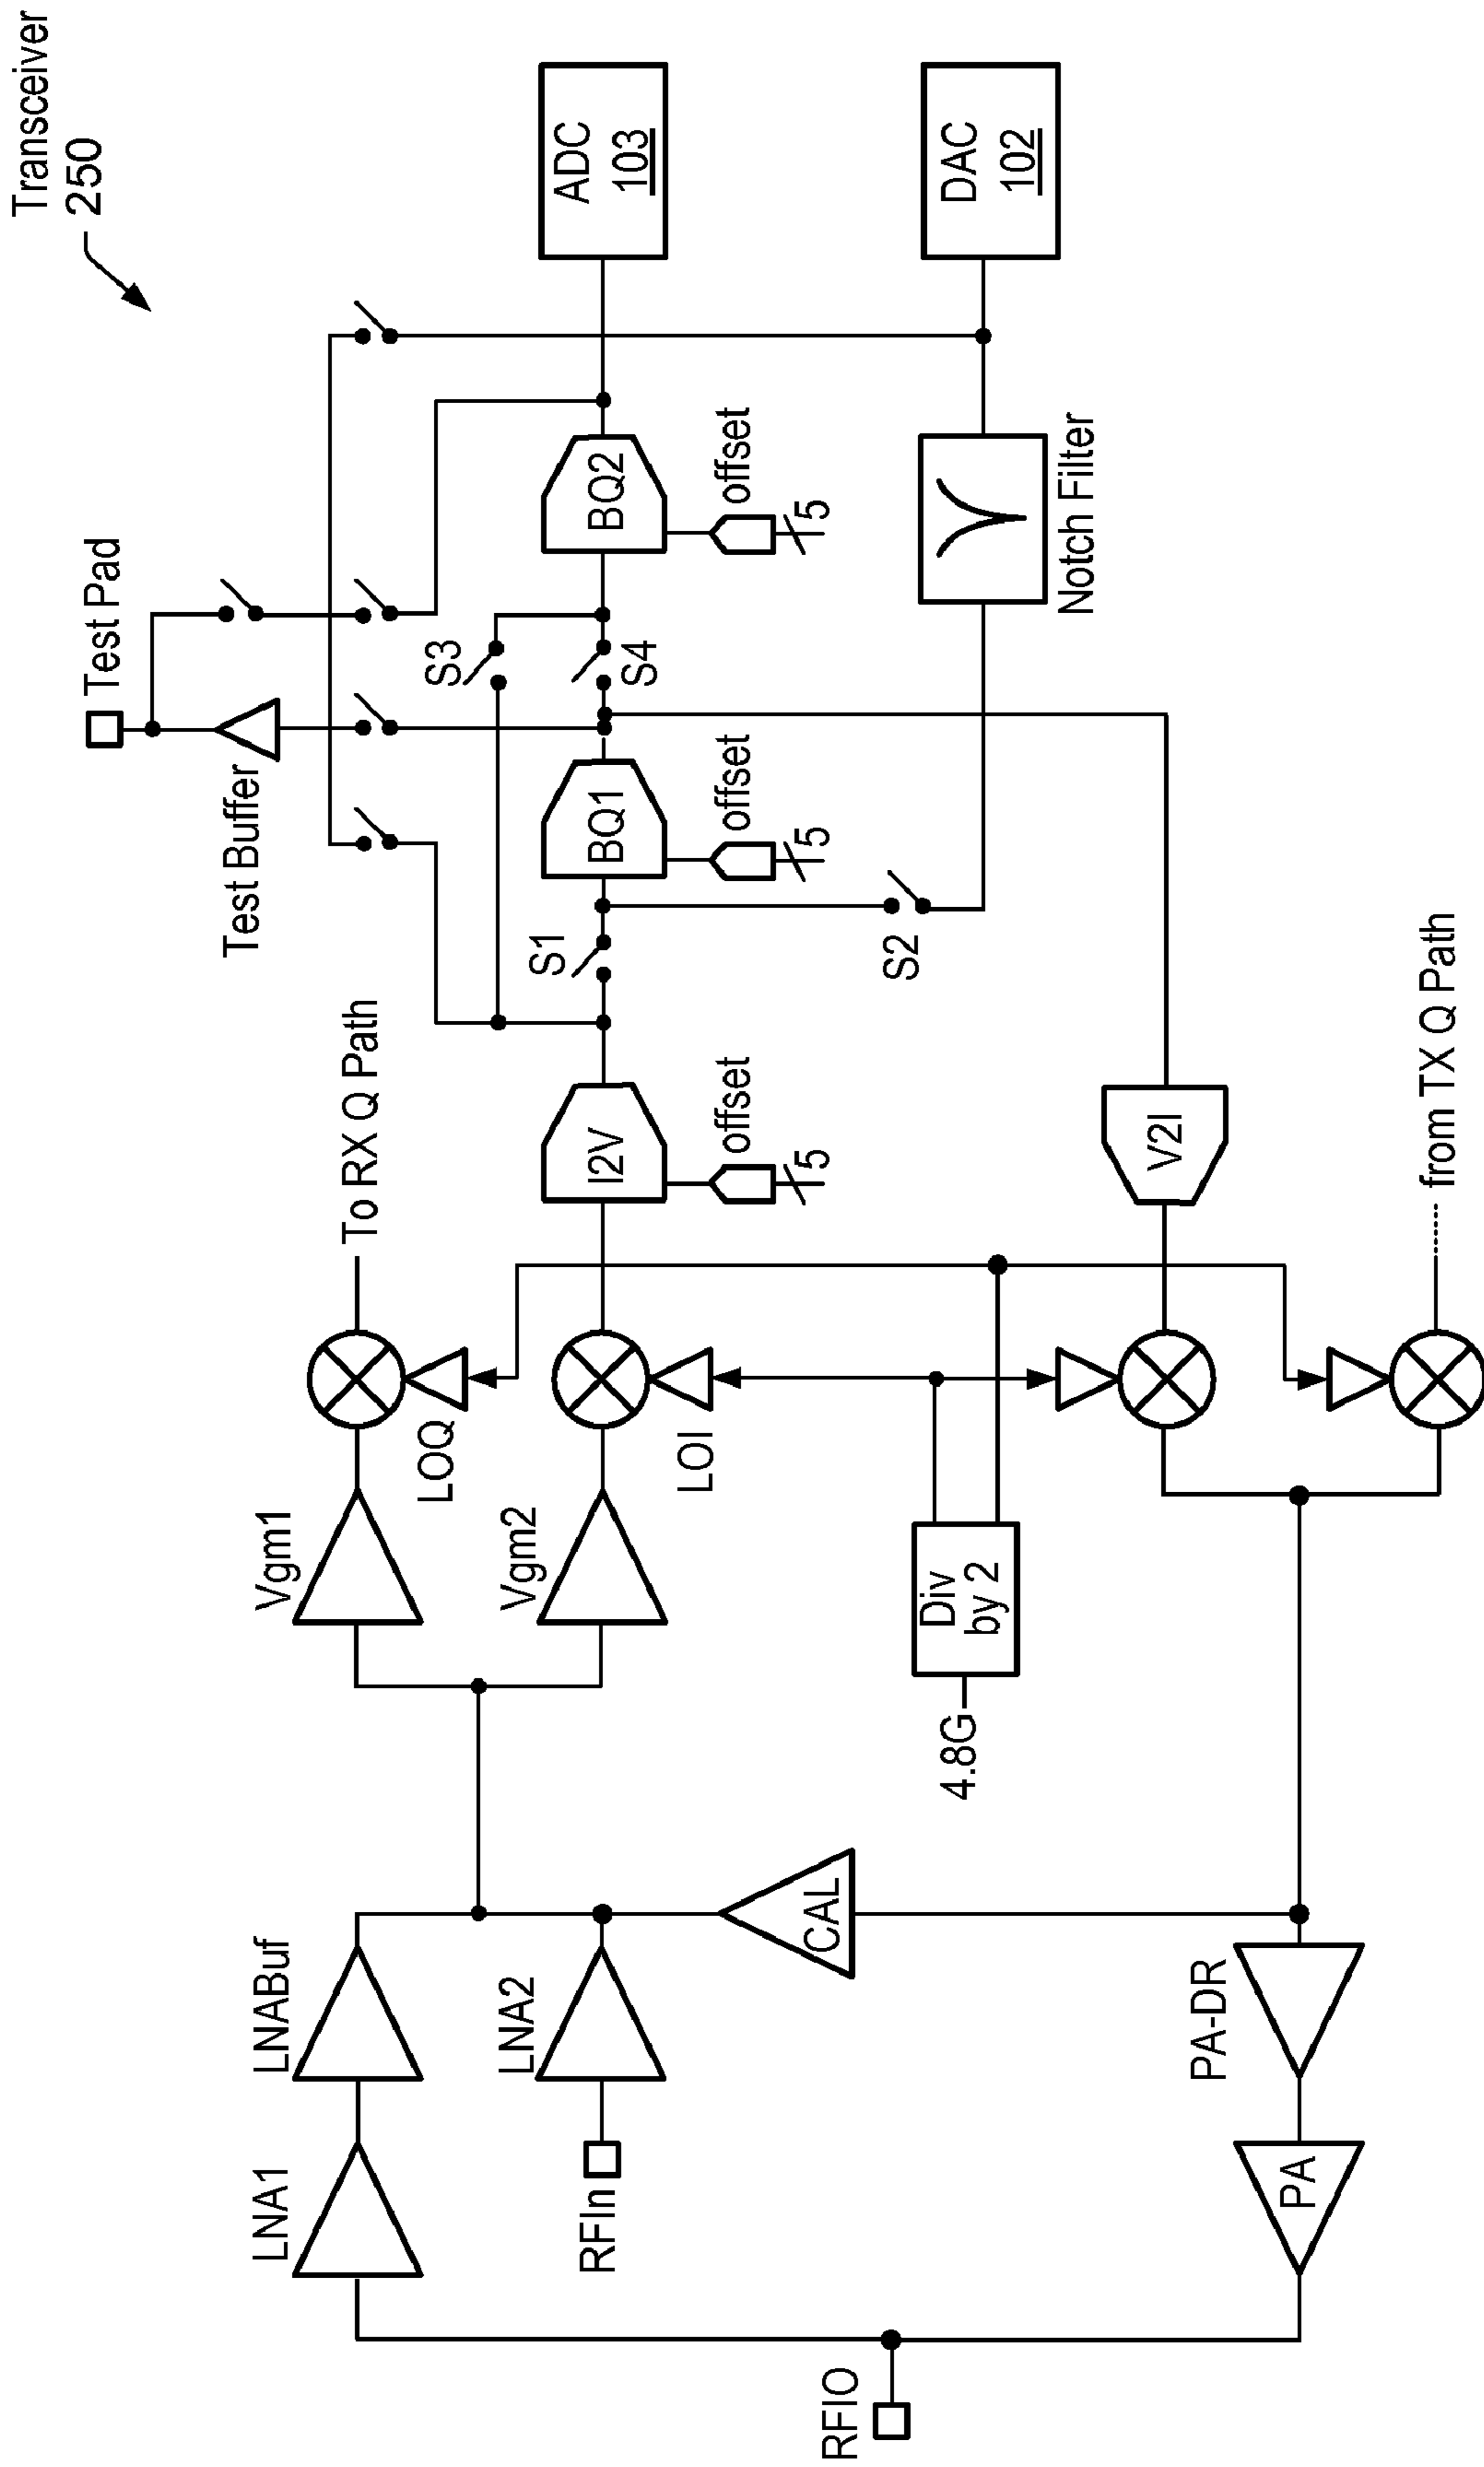 Transceiver
250
Test Pad
Test Buffer
To RX Q Path
LOQ
Vgm1
LNABuf
LNA1
ADC
103
BQ2
offset
5
S3
S4
BQ1
offset
5
S1
I2V
offset
5
LOI
Vgm2
LNA2
RFIn
DAC
102
Notch Filter
S2
Div
by 2
4.8G
CAL
V2I
from TX Q Path
PA-DR
PA
RFIO